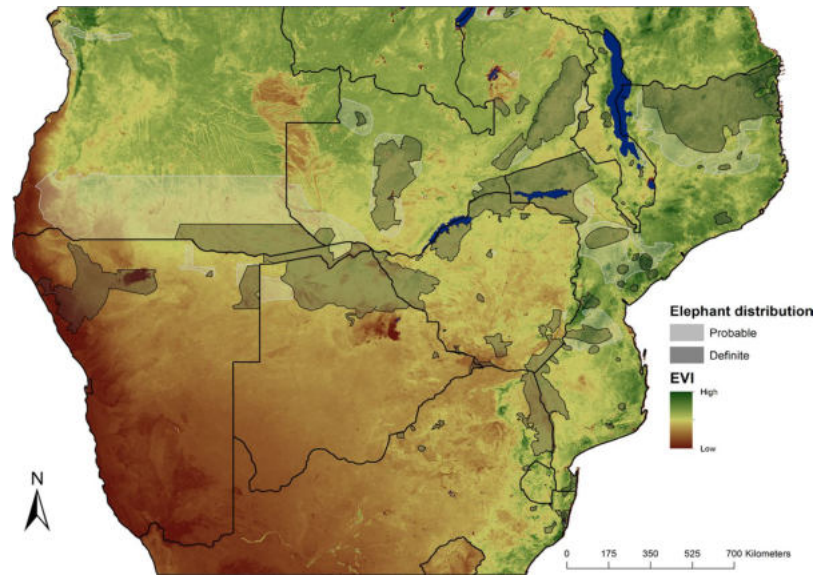 Elephant distribution
Probable
Definite
EVI
High
Low
N
0 175 350 525 700 Kilometers